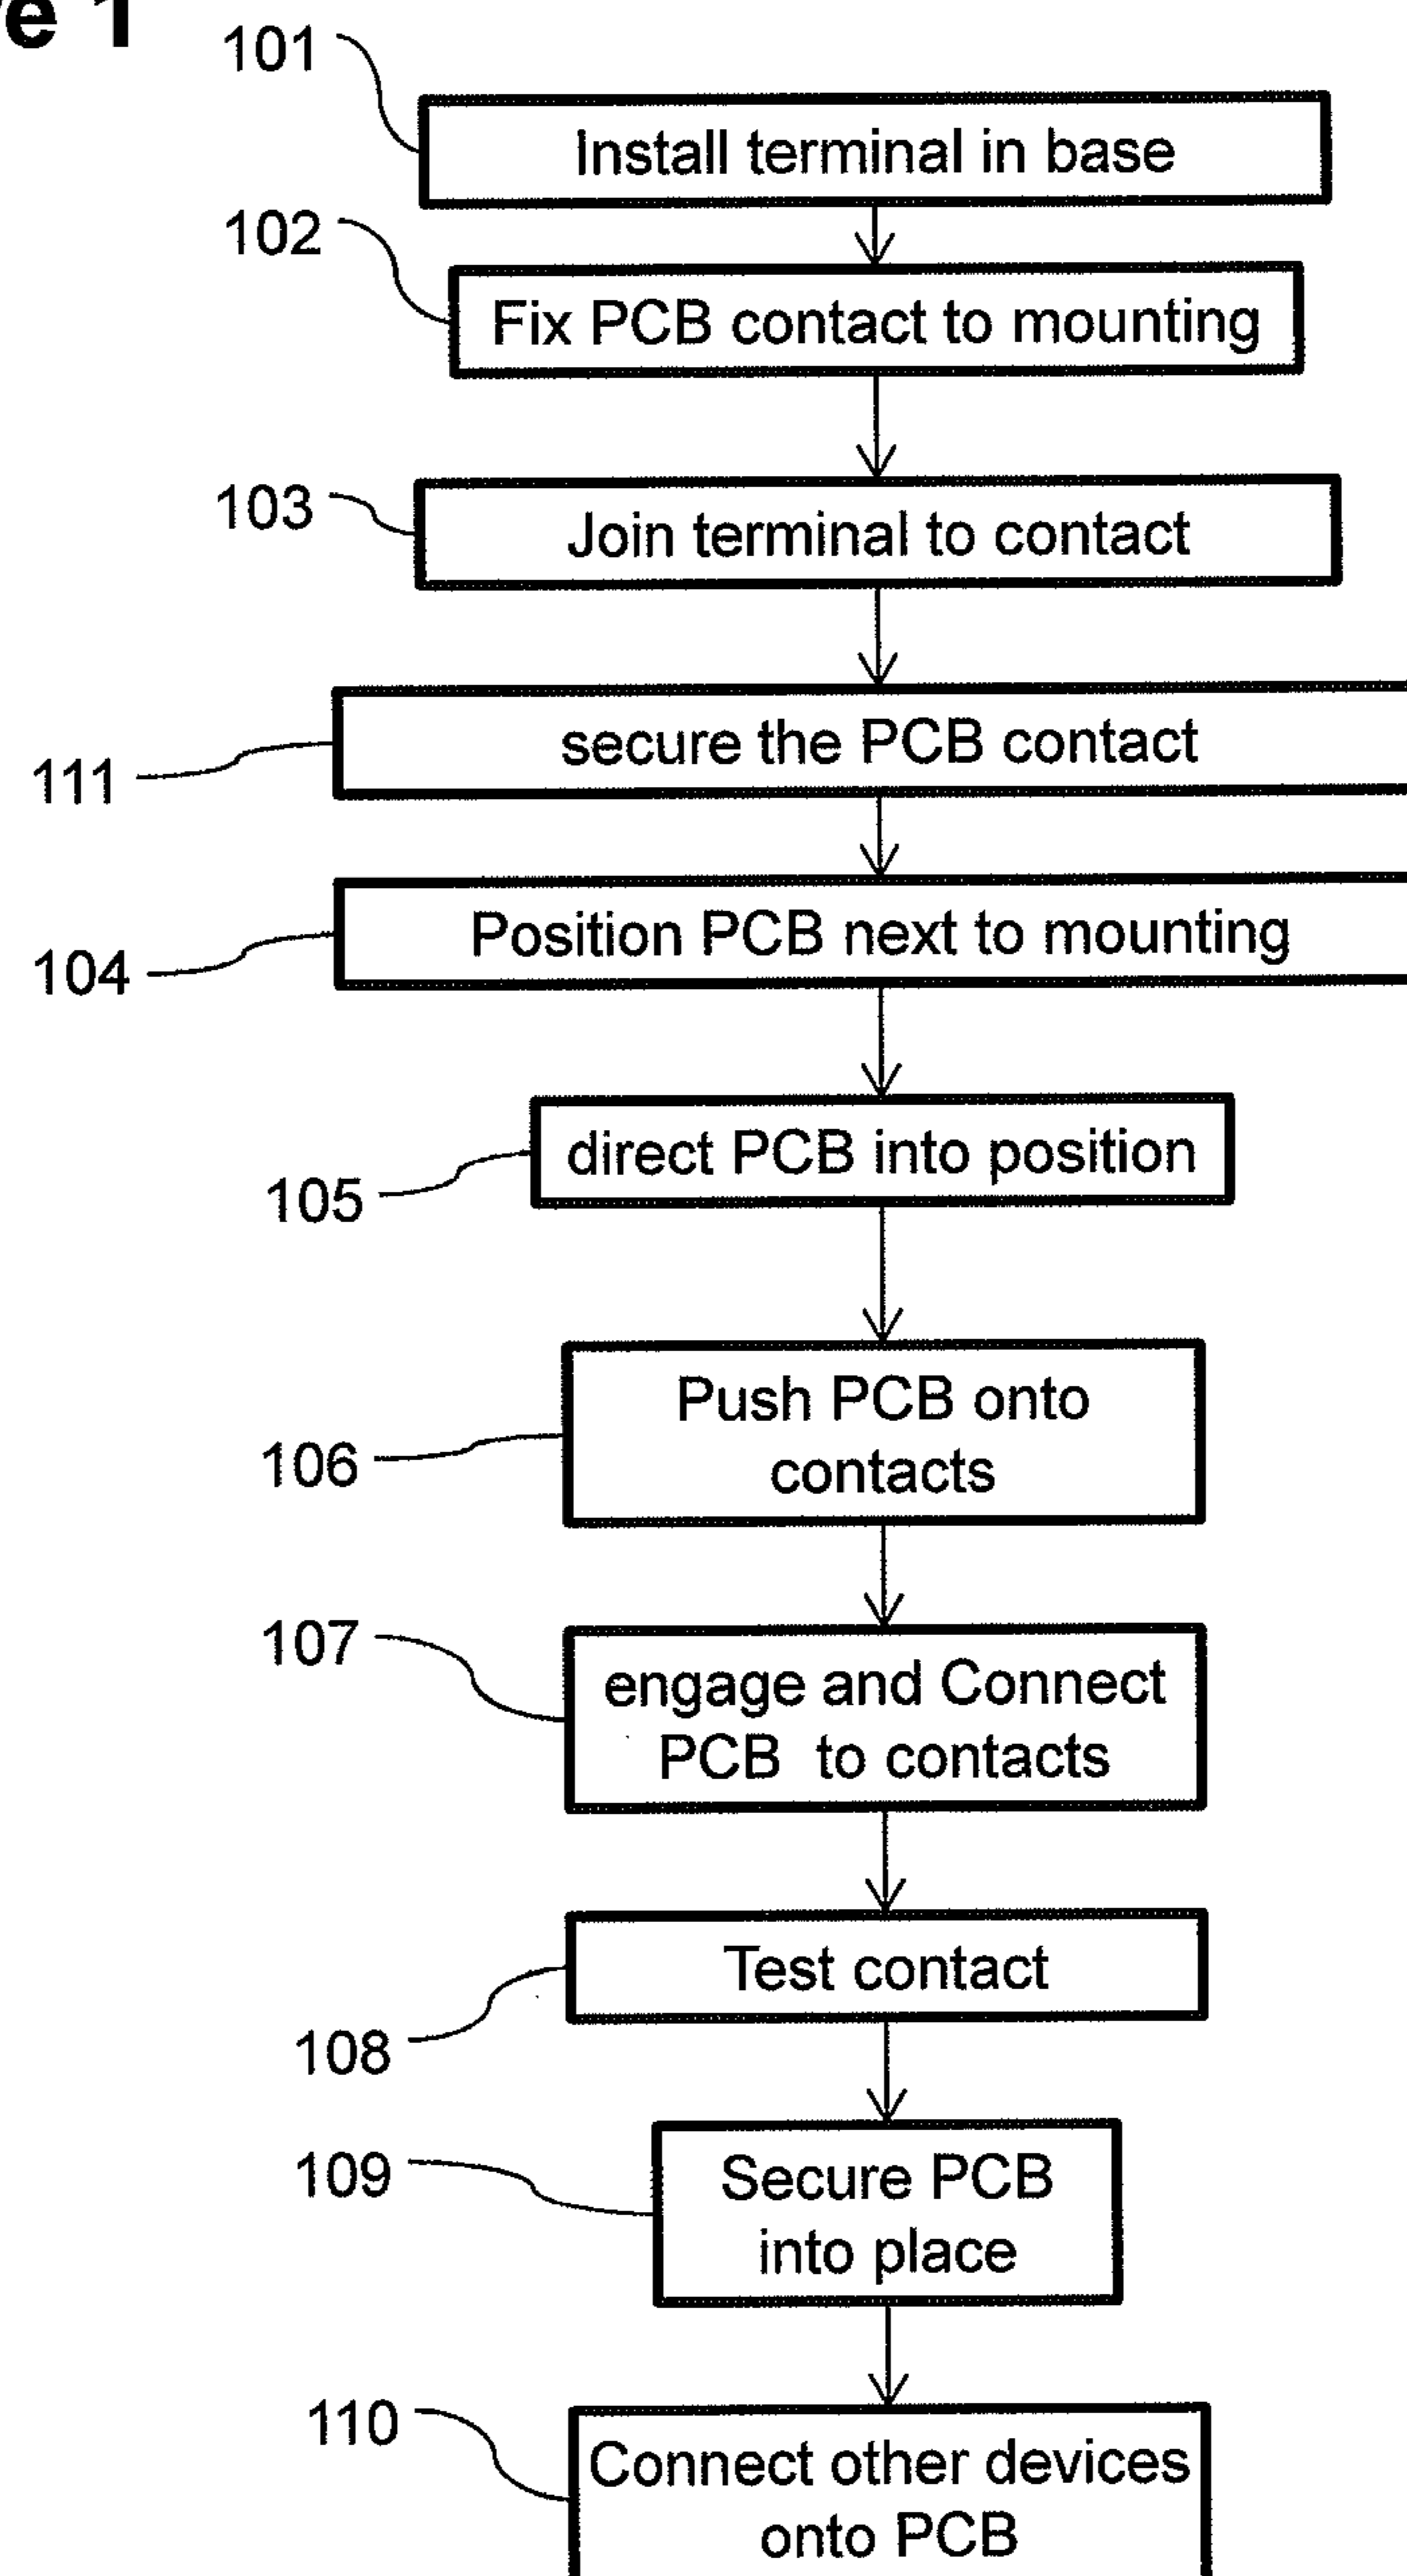 e 1
101
Install terminal in base
102
Fix PCB contact to mounting
103
Join terminal to contact
secure the PCB contact
111
Position PCB next to mounting
104
direct PCB into position
105
Push PCB onto
contacts
106
107
engage and Connect
PCB to contacts
Test contact
108
109
Secure PCB
into place
110
Connect other devices
onto PCB